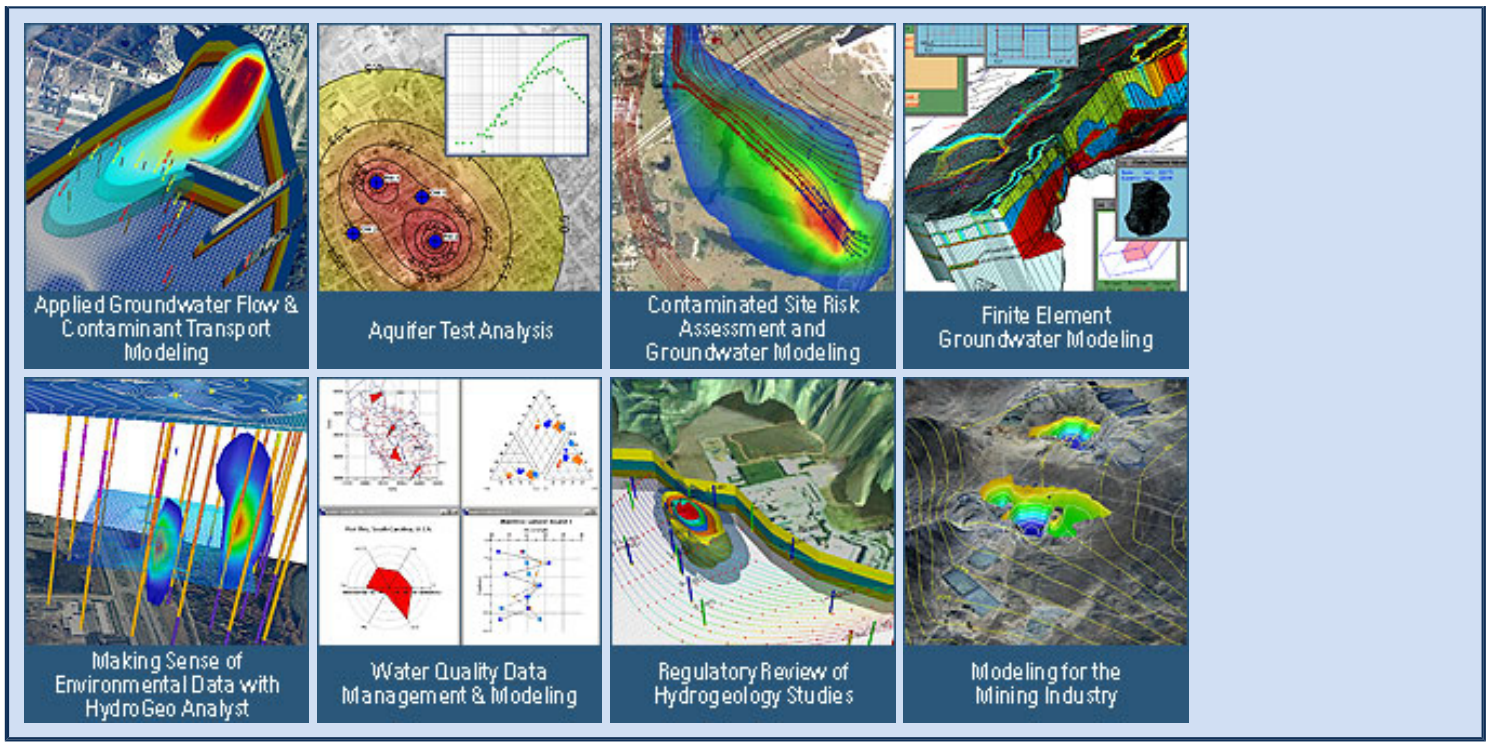 Applied Groundwater Flow &
Contaminant Transport
Modeling
Aquifer Test Analysis
Contaminated Site Risk
Assessment and
Groundwater Modeling
Finite Element
Groundwater Modeling
Making Sense of
Environmental Data with
HydroGeo Analyst
Water Quality Data
Management & Modeling
Regulatory Review of
Hydrogeology Studies
Modeling for the
Mining Industry